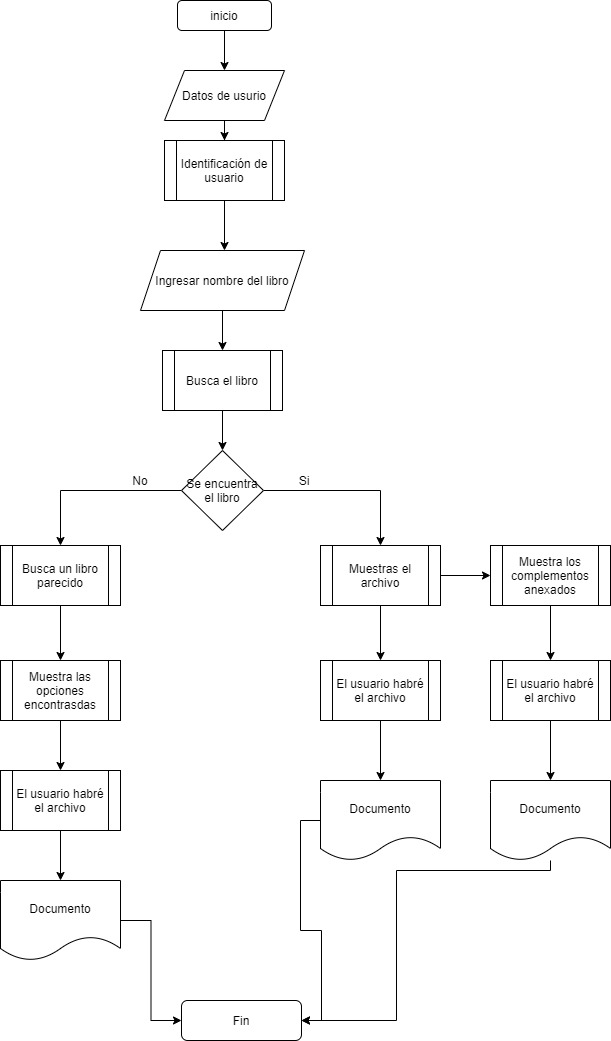 inicio
Datos de usurio
Identificación de
usuario
Ingresar nombre del libro
Busca el libro
Se encuentra
el libro
No
Si
Busca un libro
parecido
Muestras el
archivo
Muestra los
complementos
anexados
Muestra las
opciones
encontrasdas
El usuario habré
el archivo
El usuario habré
el archivo
El usuario habré
el archivo
Documento
Documento
Documento
Fin